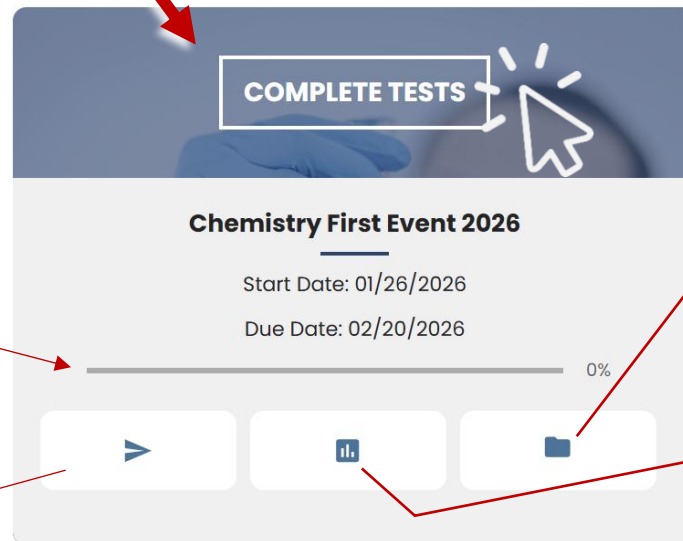 COMPLETE TESTS
Chemistry First Event 2026
Start Date: 01/26/2026
Due Date: 02/20/2026
0%